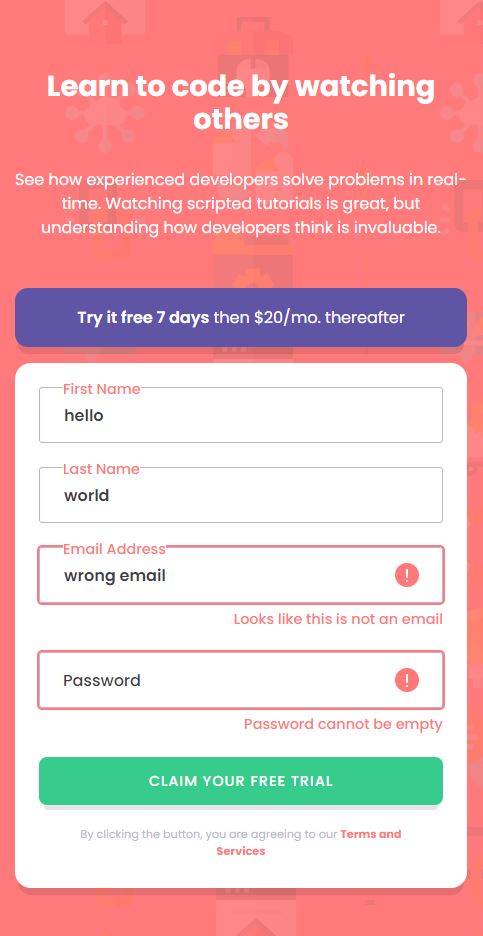 Learn to code by watching
others
See how experienced developers solve problems in real-
time. Watching scripted tutorials is great, but
understanding how developers think is invaluable.
Try it free 7 days then $20/mo. thereafter
First Name
hello
Last Name
world
Email Address
wrong email
!
Looks like this is not an email
Password
!
Password cannot be empty
CLAIM YOUR FREE TRIAL
By clicking the button, you are agreeing to our Terms and
Services